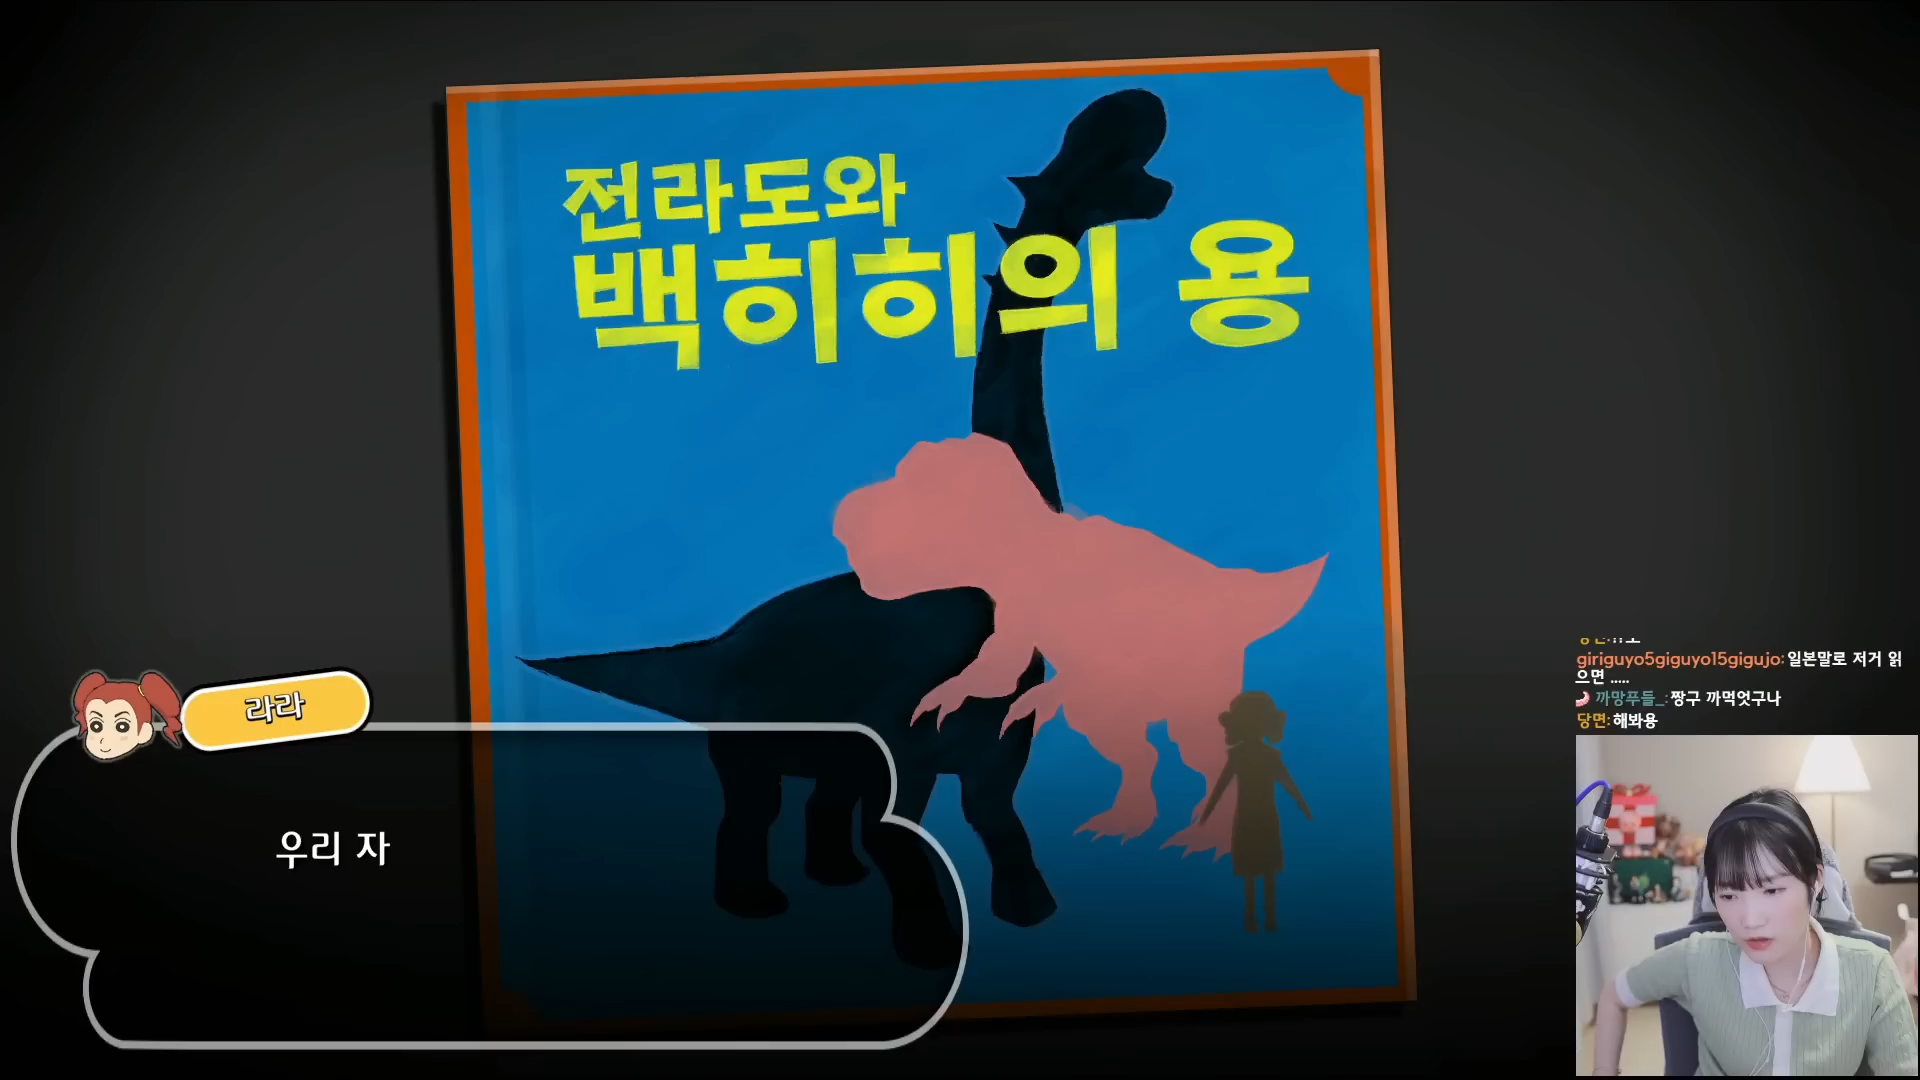 전라도와
백히히의 용
라라
우리 자
giriguyo5giguyo15gigujo: 일본말로 저거 읽
으면 .....
까망푸들_: 짱구 까먹엇구나
당면: 해봐용